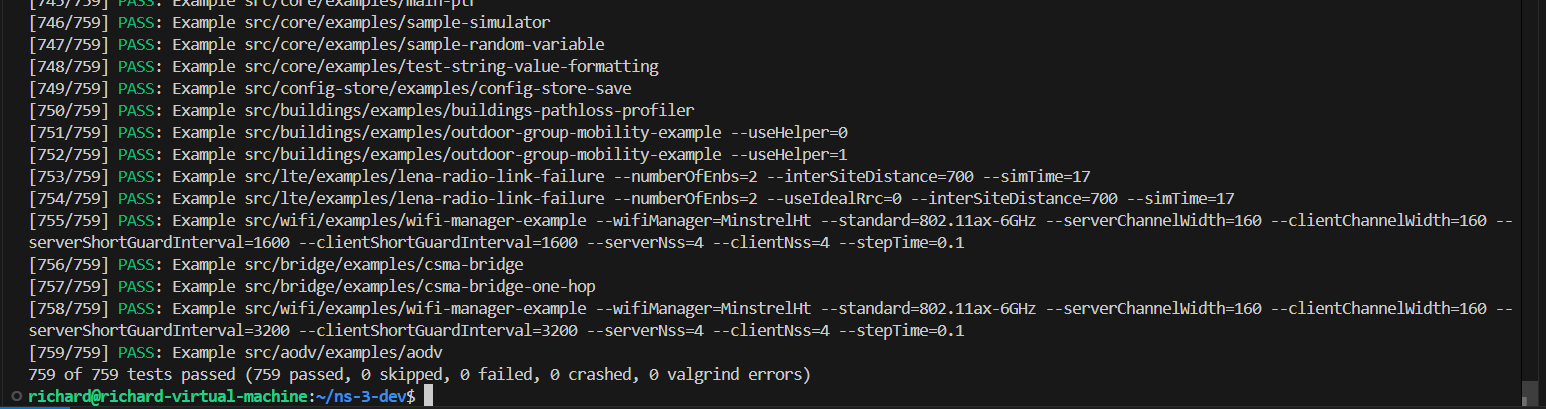 [745/759] PASS: Example src/core/examples/main-ptr
[746/759] PASS: Example src/core/examples/sample-simulator
[747/759] PASS: Example src/core/examples/sample-random-variable
[748/759] PASS: Example src/core/examples/test-string-value-formatting
[749/759] PASS: Example src/config-store/examples/config-store-save
[750/759] PASS: Example src/buildings/examples/buildings-pathloss-profiler
[751/759] PASS: Example src/buildings/examples/outdoor-group-mobility-example --useHelper=0
[752/759] PASS: Example src/buildings/examples/outdoor-group-mobility-example --useHelper=1
[753/759] PASS: Example src/lte/examples/lena-radio-link-failure --numberOfEnbs=2 --interSiteDistance=700 --simTime=17
[754/759] PASS: Example src/lte/examples/lena-radio-link-failure --numberOfEnbs=2 --useIdealRrc=0 --interSiteDistance=700 --simTime=17
[755/759] PASS: Example src/wifi/examples/wifi-manager-example --wifiManager=MinstrelHt --standard=802.11ax-6GHz --serverChannelWidth=160 --clientChannelWidth=160 --
serverShortGuardInterval=1600 --clientShortGuardInterval=1600 --serverNss=4 --clientNss=4 --stepTime=0.1
[756/759] PASS: Example src/bridge/examples/csma-bridge
[757/759] PASS: Example src/bridge/examples/csma-bridge-one-hop
[758/759] PASS: Example src/wifi/examples/wifi-manager-example --wifiManager=MinstrelHt --standard=802.11ax-6GHz --serverChannelWidth=160 --clientChannelWidth=160 --
serverShortGuardInterval=3200 --clientShortGuardInterval=3200 --serverNss=4 --clientNss=4 --stepTime=0.1
[759/759] PASS: Example src/aodv/examples/aodv
759 of 759 tests passed (759 passed, 0 skipped, 0 failed, 0 crashed, 0 valgrind errors)
richard@richard-virtual-machine:~/ns-3-dev$